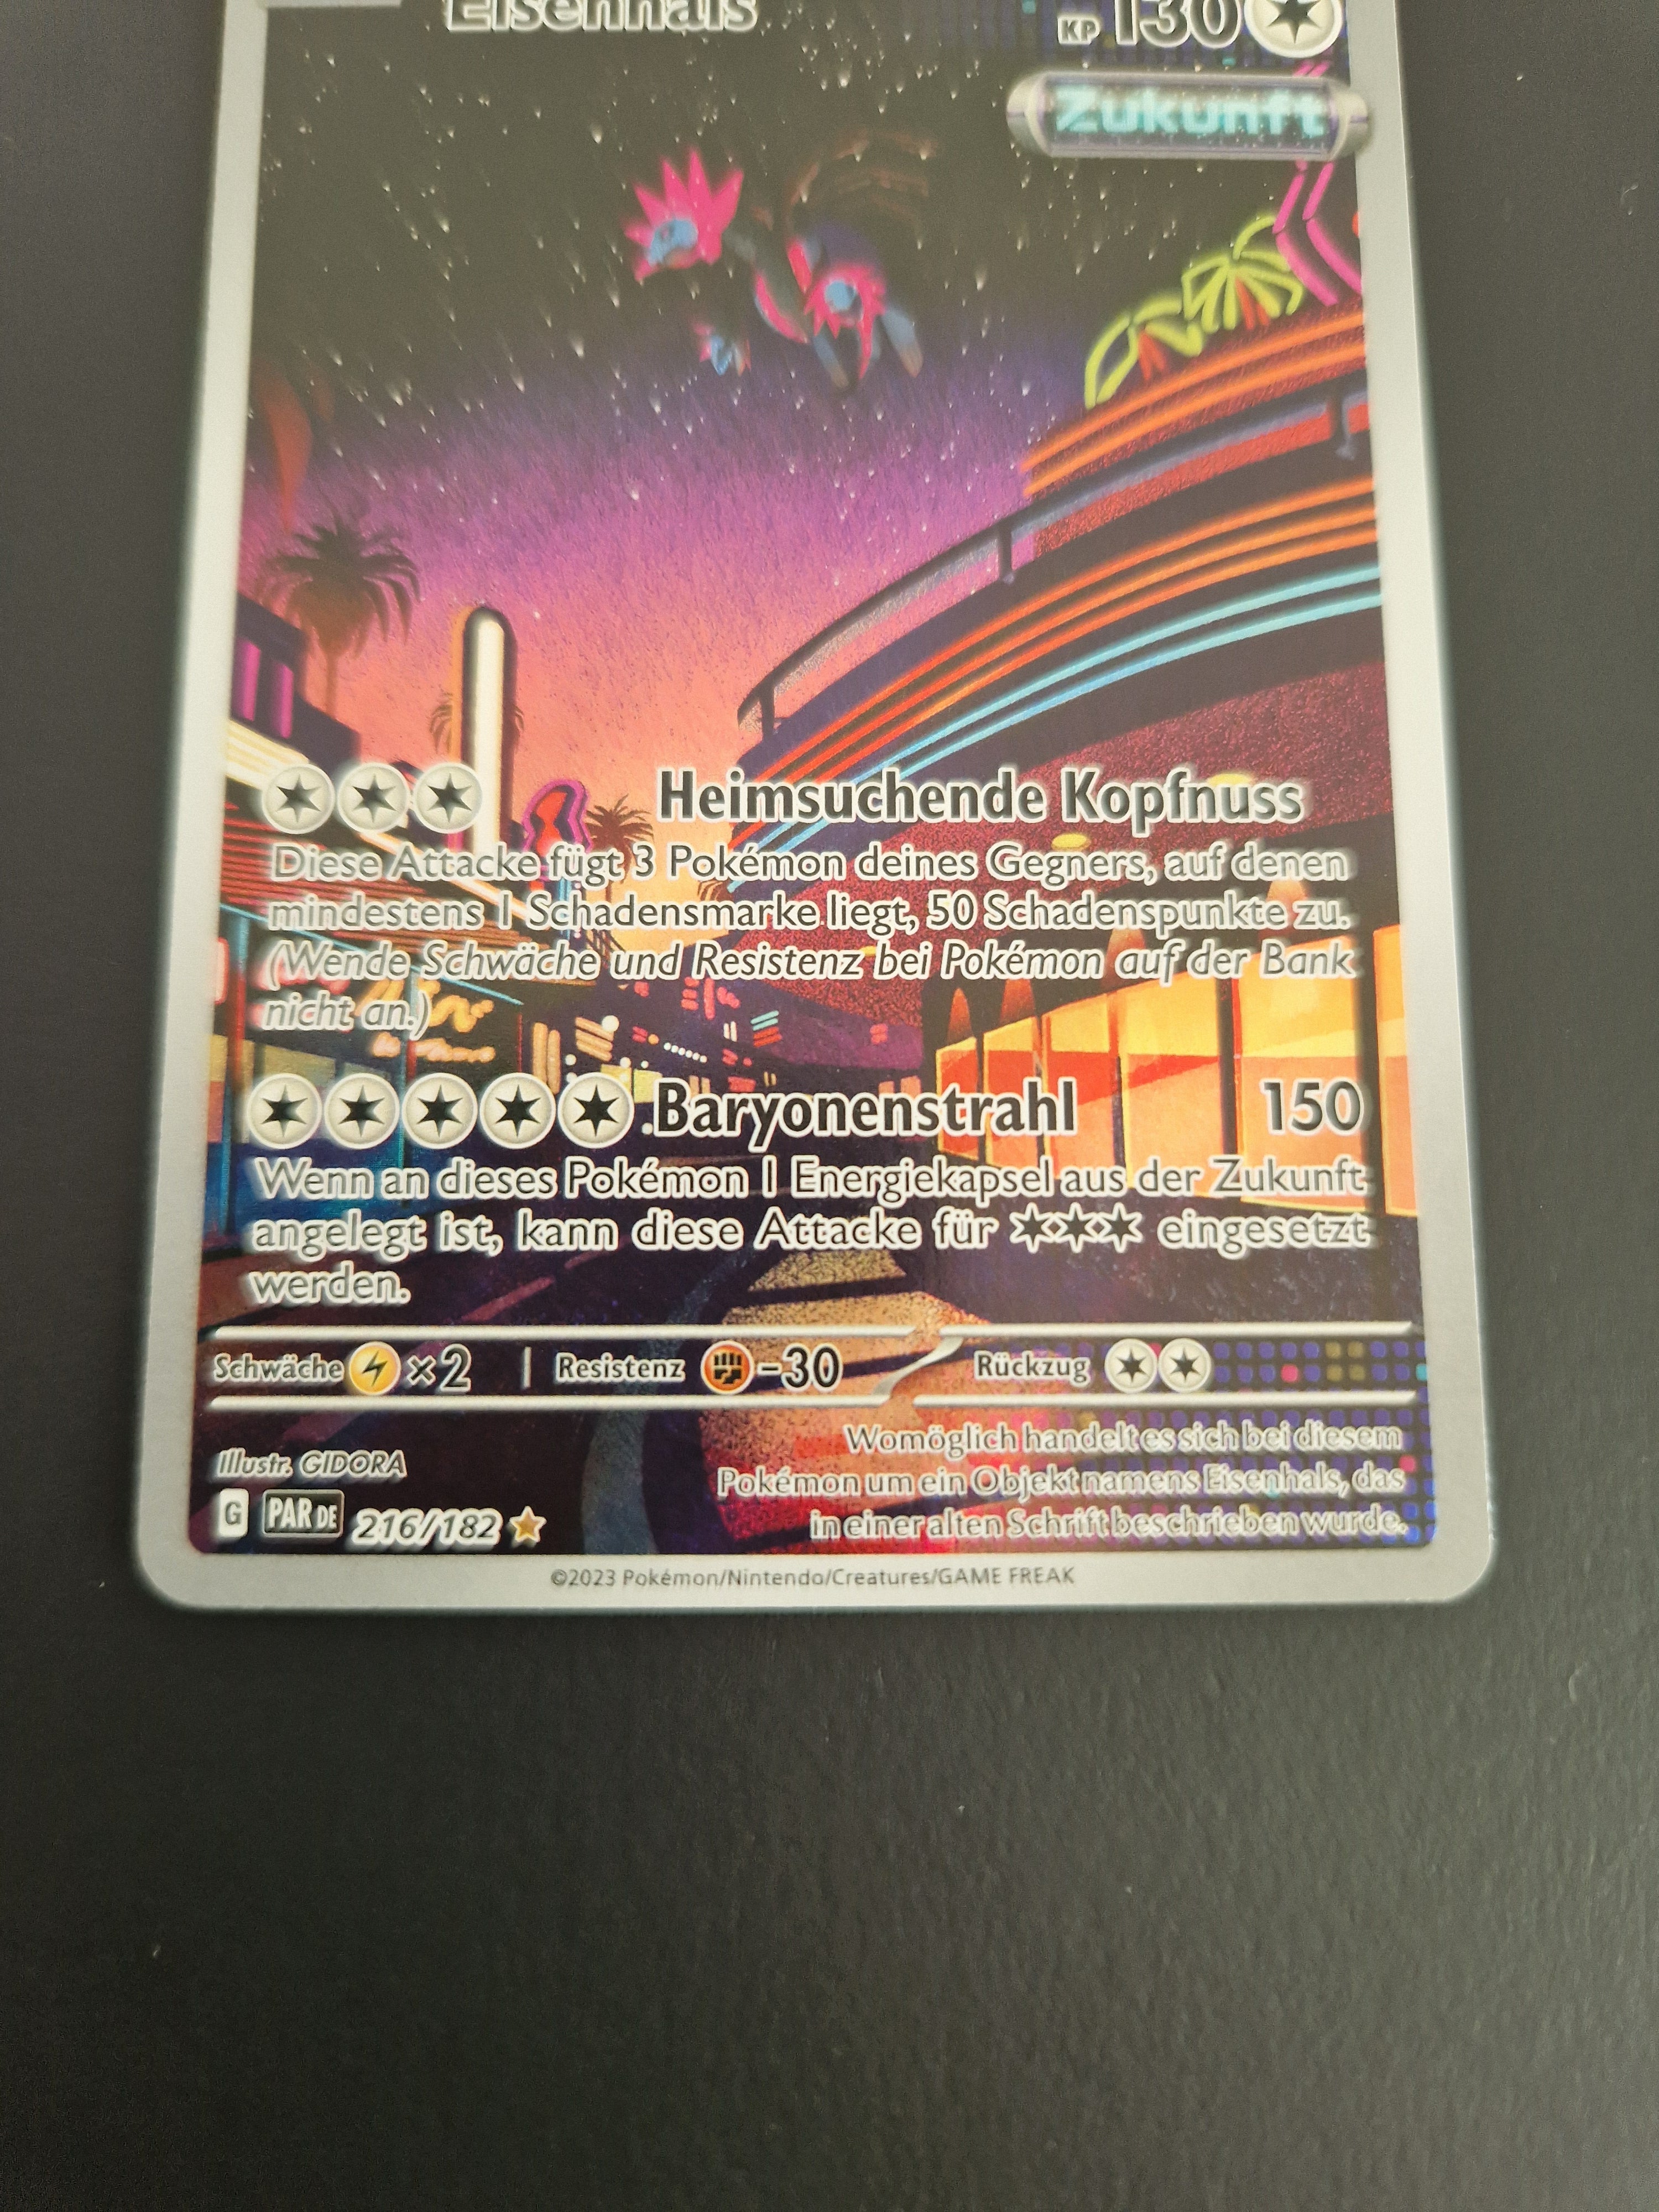 Eisenhals
KP 130
Zukunft
Heimsuchende Kopfnuss
Diese Attacke fügt 3 Pokémon deines Gegners, auf denen
mindestens 1 Schadensmarke liegt, 50 Schadenspunkte zu.
(Wende Schwäche und Resistenz bei Pokémon auf der Bank
nicht an.)
Baryonenstrahl 150
Wenn an dieses Pokémon 1 Energiekapsel aus der Zukunft
angelegt ist, kann diese Attacke für eingesetzt
werden.
Schwäche ×2 Resistenz -30 Rückzug
Womöglich handelt es sich bei diesem
Pokémon um ein Objekt namens Eisenhals, das
in einer alten Schrift beschrieben wurde.
Illustr. GIDORA
G PAR DE 216/182
©2023 Pokémon/Nintendo/Creatures/GAME FREAK